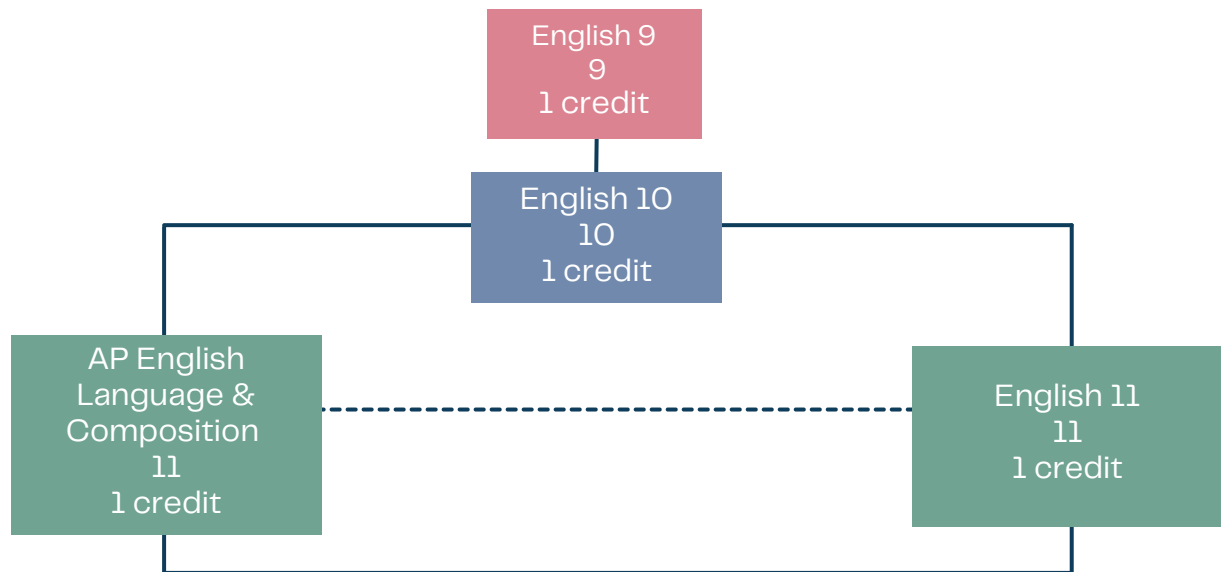 English 9
9
1 credit
English 10
10
1 credit
AP English
Language &
Composition
11
1 credit
English 11
11
1 credit